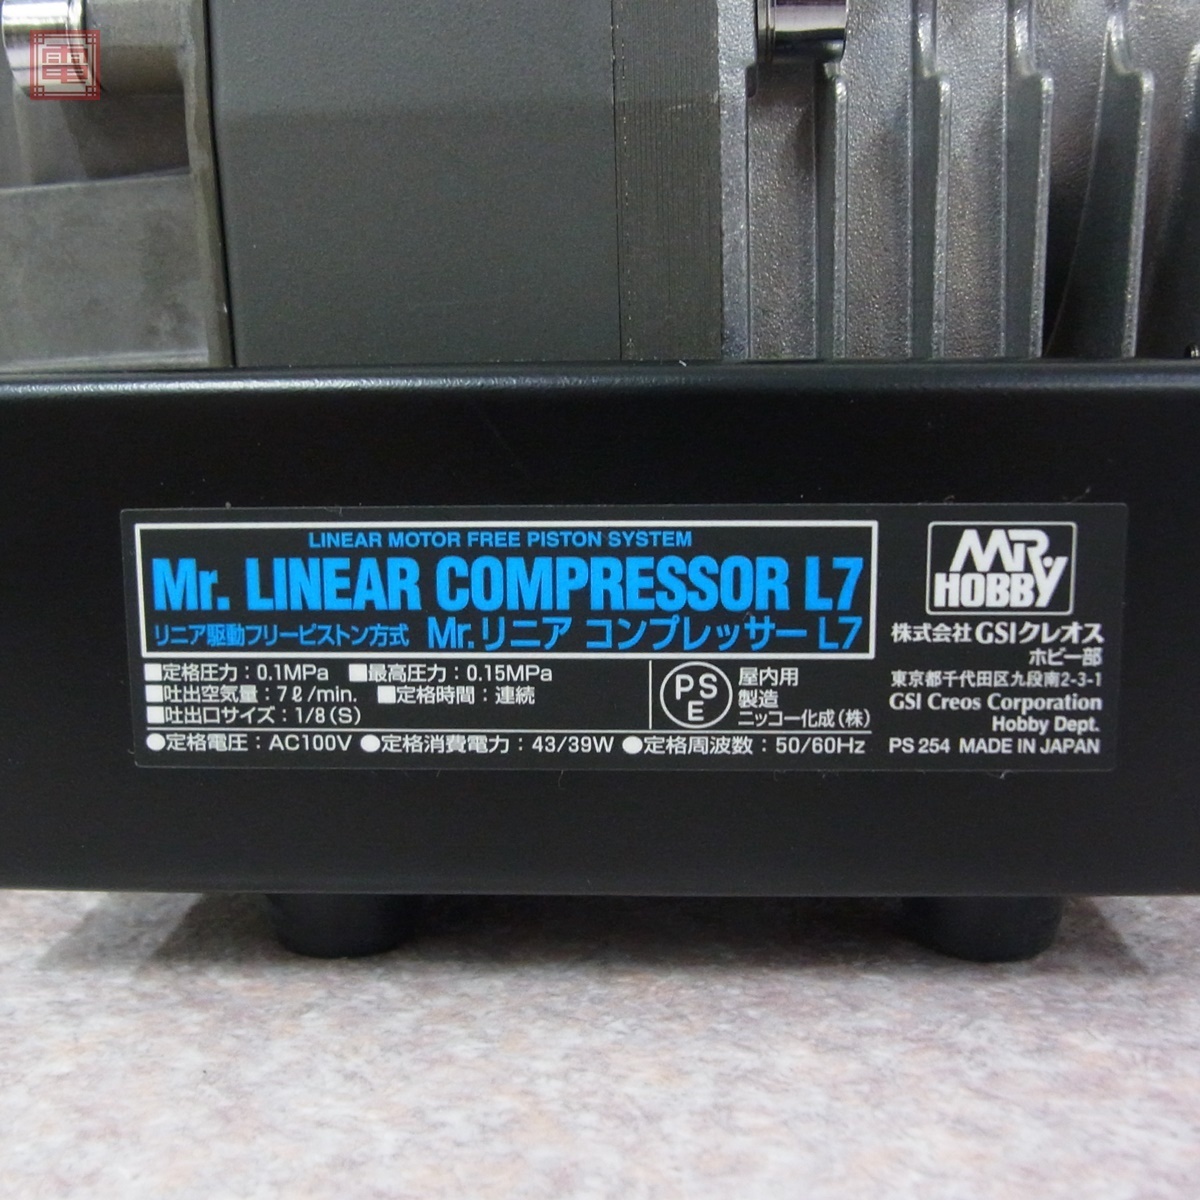 電
LINEAR MOTOR FREE PISTON SYSTEM
Mr. LINEAR COMPRESSOR L7
リニア駆動フリーピストン方式 Mr.リニア コンプレッサー L7
■定格圧力：0.1MPa ■最高圧力：0.15MPa
■吐出空気量：7ℓ/min. ■定格時間：連続
■吐出口サイズ：1/8(S)
PS
E
屋内用
製造
ニッコー化成(株)
●定格電圧：AC100V ●定格消費電力：43/39W ●定格周波数：50/60Hz
MR.
HOBBY
株式会社 GSIクレオス
ホビー部
東京都千代田区九段南2-3-1
GSI Creos Corporation
Hobby Dept.
PS 254 MADE IN JAPAN